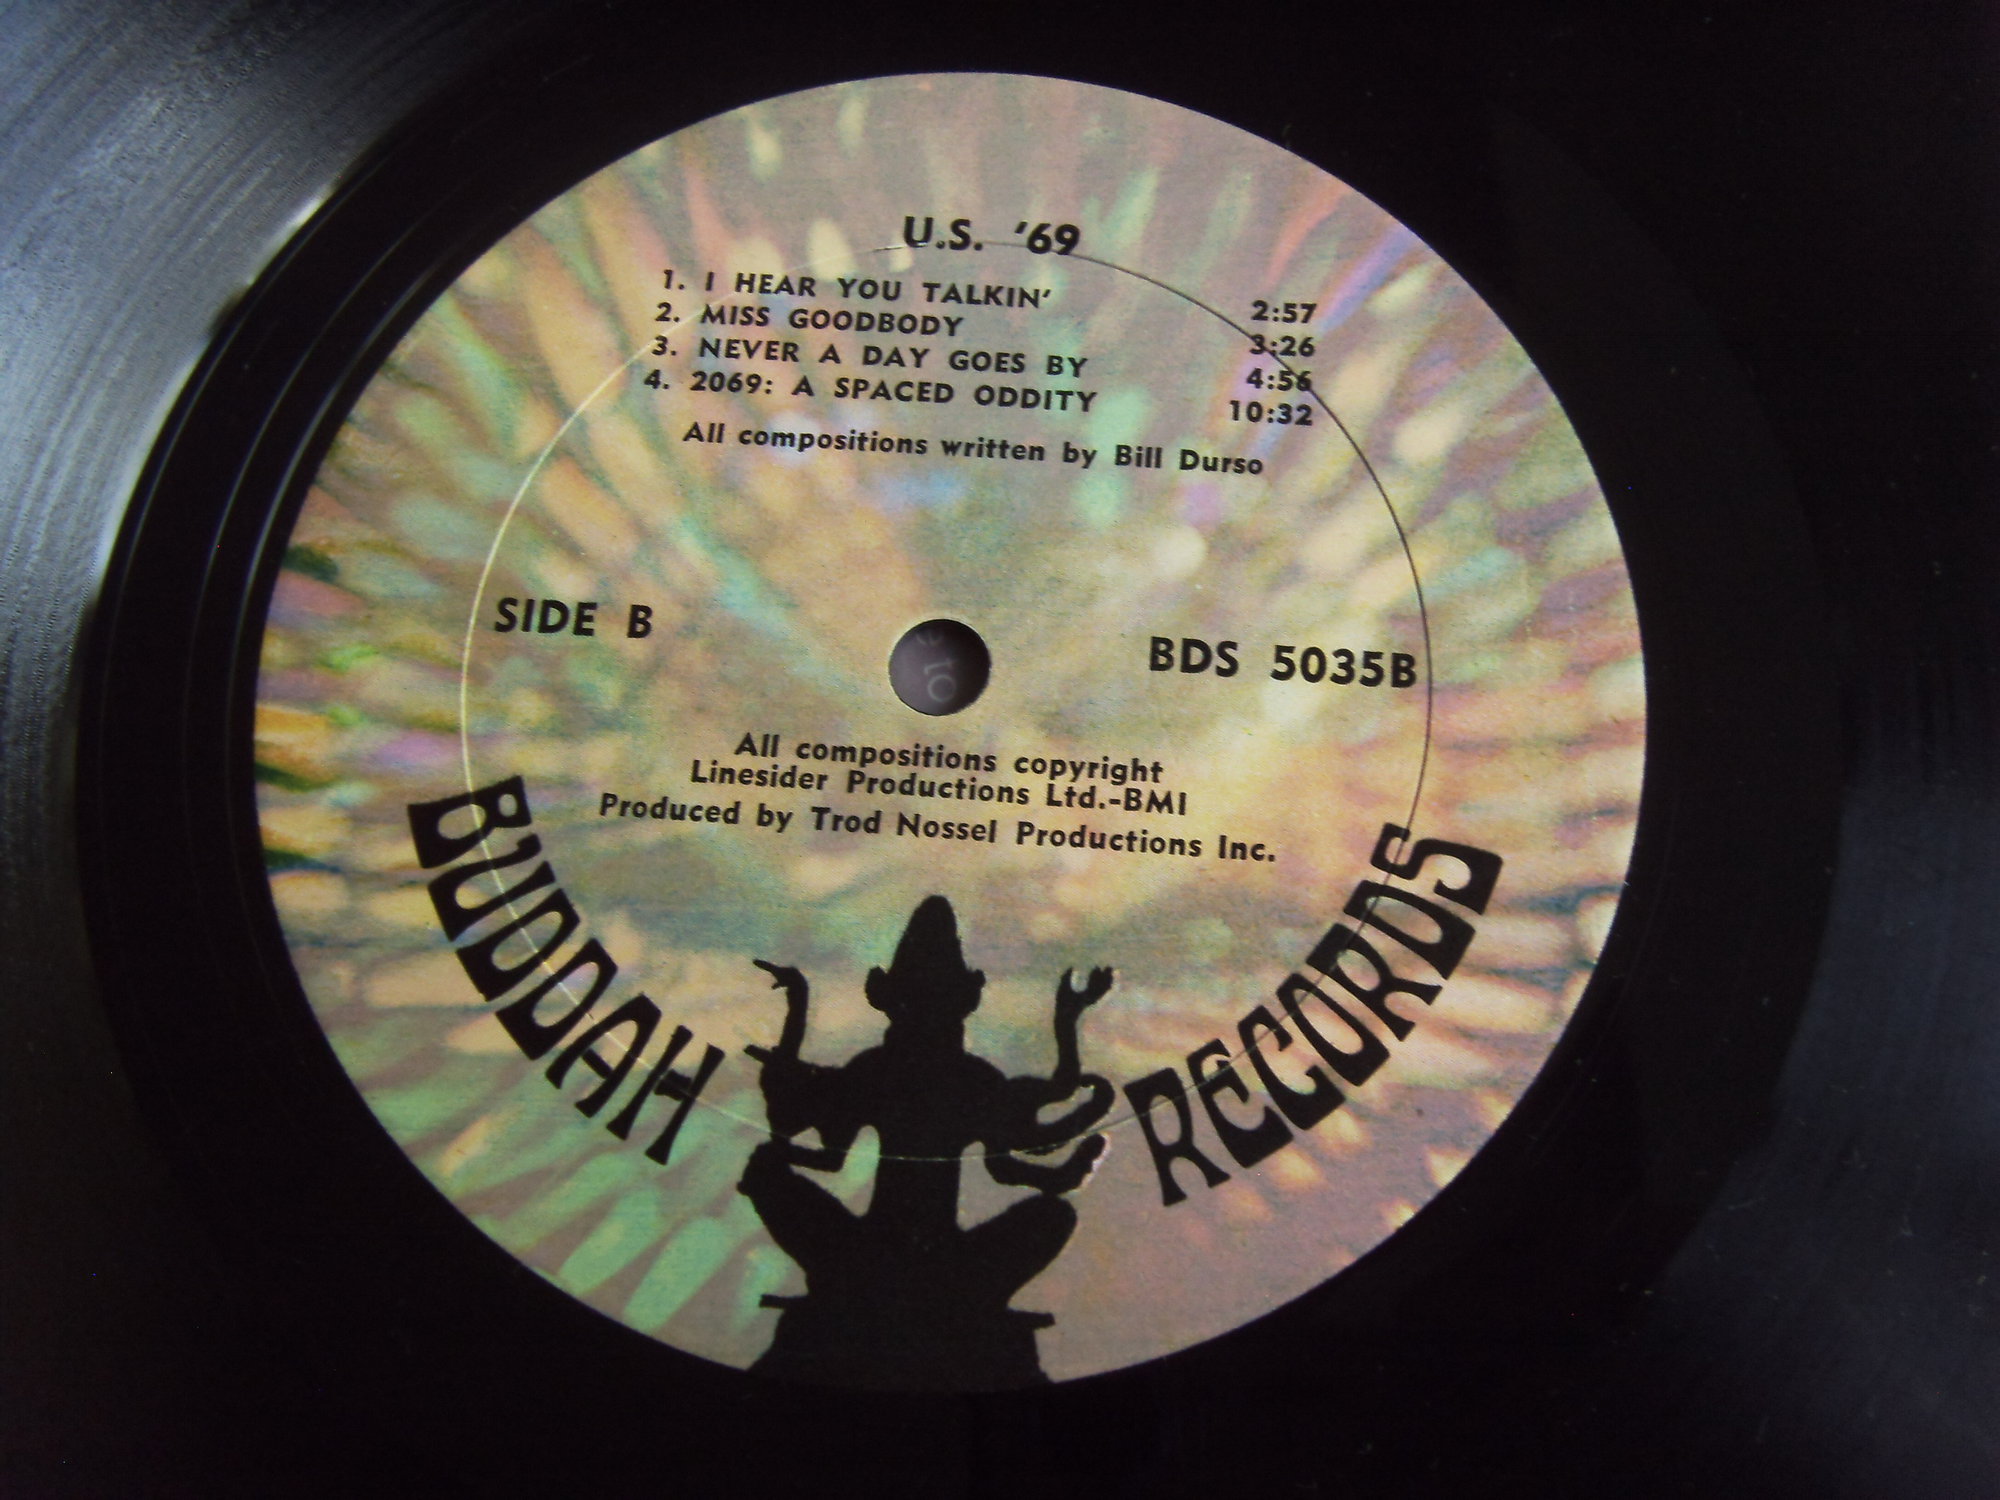 U.S. '69
1. I HEAR YOU TALKIN' 2:57
2. MISS GOODBODY 3:26
3. NEVER A DAY GOES BY 4:56
4. 2069: A SPACED ODDITY 10:32
All compositions written by Bill Durso
SIDE B
BDS 5035B
All compositions copyright
Linesider Productions Ltd.-BMI
Produced by Trod Nossel Productions Inc.
BUDDAH RECORDS